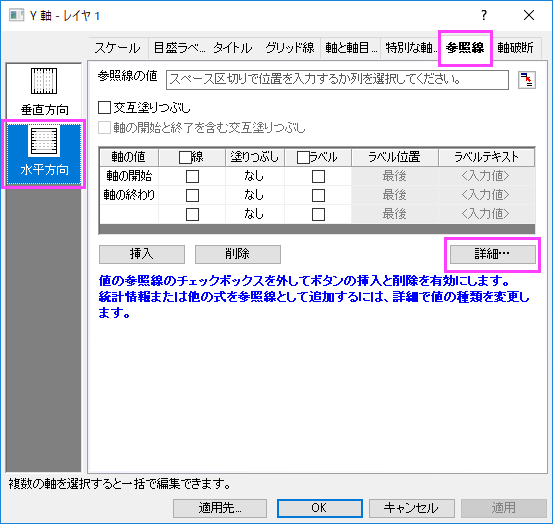 Y 軸 - レイヤ 1
?
スケール 目盛ラベ... タイトル グリッド線 軸と軸目... 特別な軸... 参照線 軸破断
垂直方向
水平方向
参照線の値 スペース区切りで位置を入力するか列を選択してください。
交互塗りつぶし
軸の開始と終了を含む交互塗りつぶし
軸の値 線 塗りつぶし ラベル ラベル位置 ラベルテキスト
軸の開始 なし 最後 <入力値>
軸の終わり なし 最後 <入力値>
なし 最後 <入力値>
挿入 削除 詳細...
値の参照線のチェックボックスを外してボタンの挿入と削除を有効にします。
統計情報または他の式を参照線として追加するには、詳細で値の種類を変更し
ます。
複数の軸を選択すると一括で編集できます。
適用先... OK キャンセル 適用